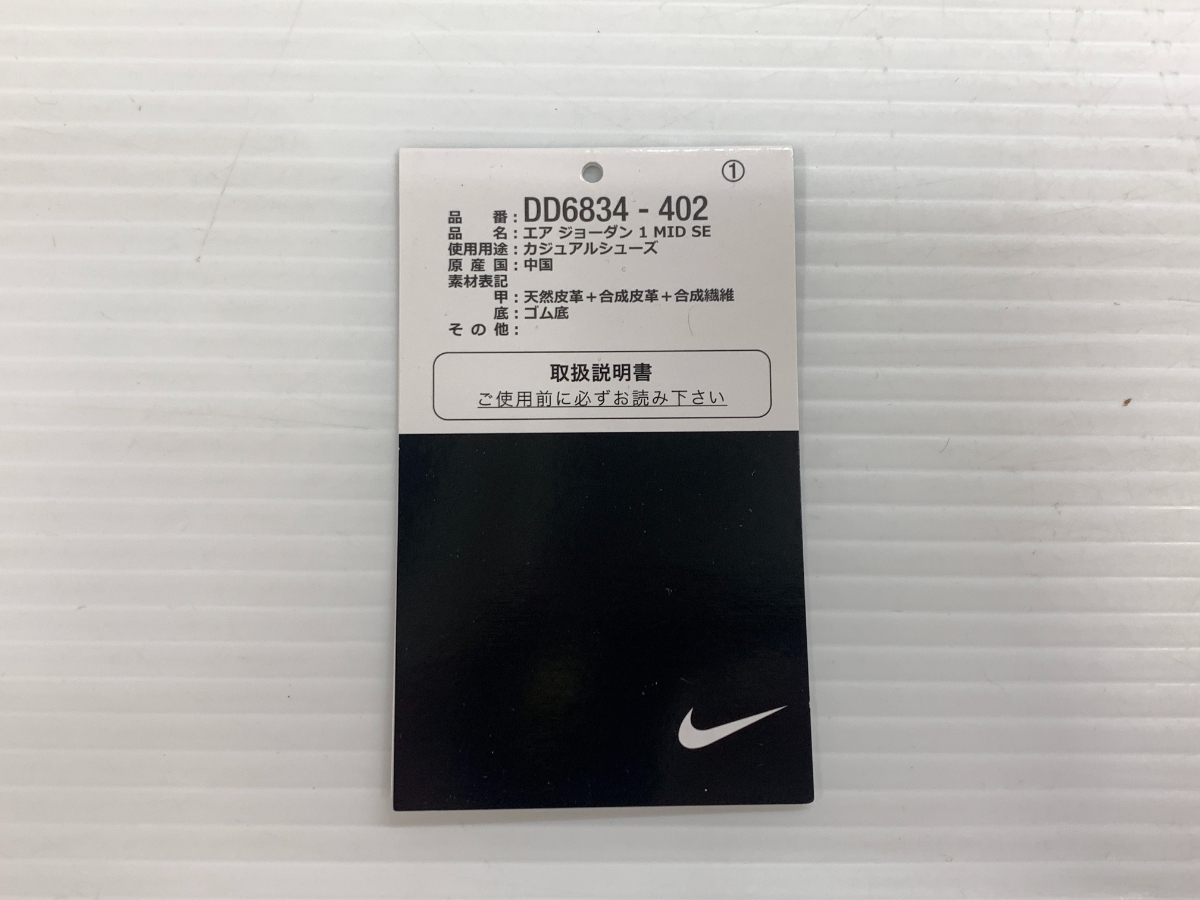 ①
品番：DD6834 - 402
品名：エア ジョーダン 1 MID SE
使用用途：カジュアルシューズ
原産国：中国
素材表記
甲：天然皮革＋合成皮革＋合成繊維
底：ゴム底
その他：
取扱説明書
ご使用前に必ずお読み下さい